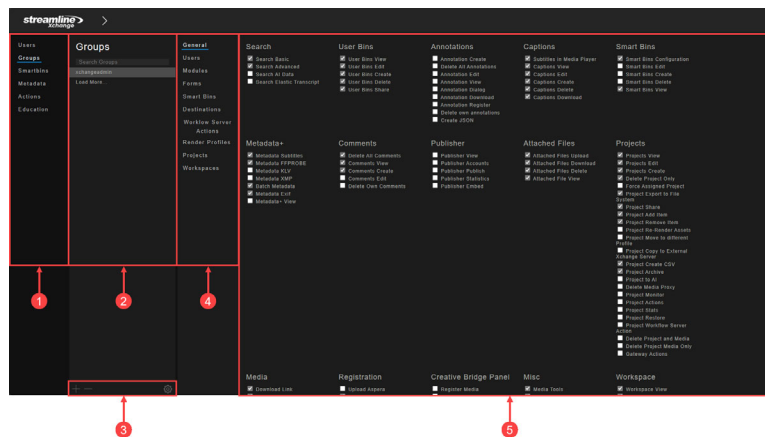 streamline
Xchange
Users
Groups
Smartbins
Metadata
Actions
Education
Groups
Search Groups
xchangeadmin
Load More...
General
Users
Modules
Forms
Smart Bins
Destinations
Worklow Server
Actions
Render Profiles
Projects
Workspaces
Search
Search Basic
Search Advanced
Search AI Data
Search Elastic Transcript
User Bins
User Bins View
User Bins Edit
User Bins Create
User Bins Delete
User Bins Share
Annotations
Annotation Create
Delete All Annotations
Annotation Edit
Annotation View
Annotation Dialog
Annotation Download
Annotation Register
Delete own annotations
Create JSON
Captions
Subtitles in Media Player
Captions View
Captions Edit
Captions Create
Captions Delete
Captions Download
Smart Bins
Smart Bins Configuration
Smart Bins Edit
Smart Bins Create
Smart Bins Delete
Smart Bins View
Metadata+
Metadata Subtitles
Metadata FFPROBE
Metadata KLV
Metadata XMP
Batch Metadata
Metadata Exif
Metadata+ View
Comments
Delete All Comments
Comments View
Comments Create
Comments Edit
Delete Own Comments
Publisher
Publisher View
Publisher Accounts
Publisher Publish
Publisher Statistics
Publisher Embed
Attached Files
Attached Files Upload
Attached Files Download
Attached Files Delete
Attached File View
Projects
Projects View
Projects Edit
Projects Create
Delete Project Only
Force Assigned Project
Project Export to File
System
Project Share
Project Add Item
Project Remove Item
Project Re-Render Assets
Project Move to different
Profile
Project Copy to External
Xchange Server
Project Create CSV
Project Archive
Project to AI
Delete Media Proxy
Project Monitor
Project Actions
Project Stats
Project Restore
Project Workflow Server
Action
Delete Project and Media
Delete Project Media Only
Gateway Actions
Media
Download Link
Registration
Upload Aspera
Creative Bridge Panel
Register Media
Misc
Media Tools
Workspace
Workspace View
1
2
4
3
5